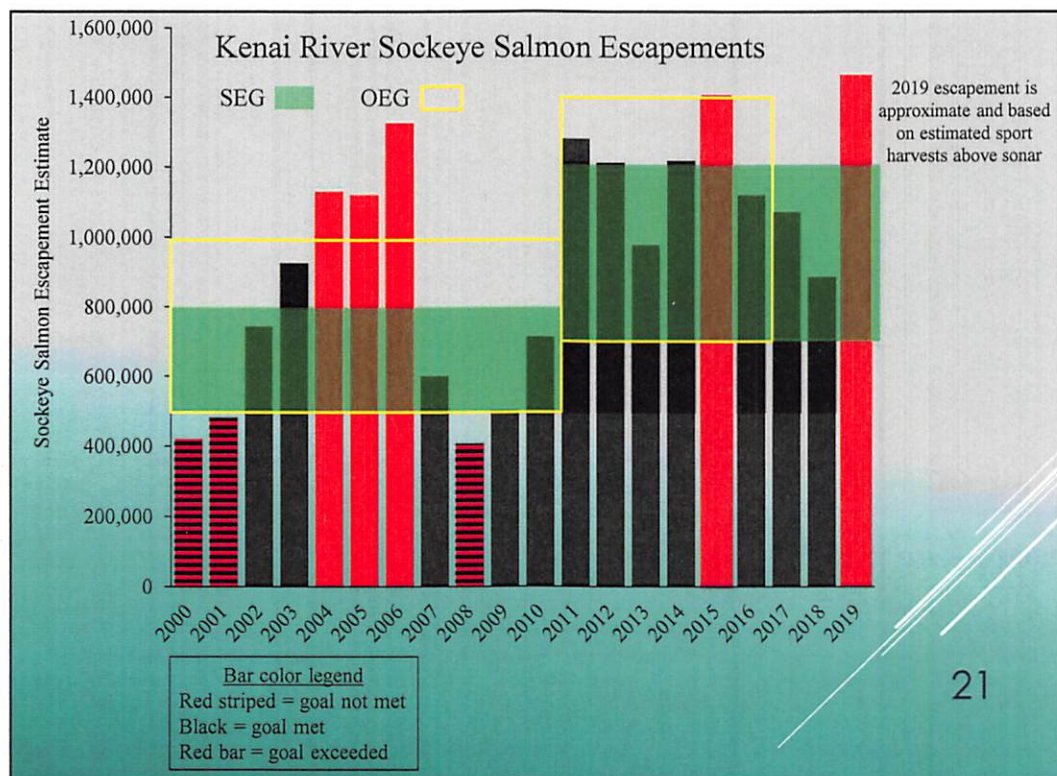 Kenai River Sockeye Salmon Escapements
SEG
OEG
2019 escapement is
approximate and based
on estimated sport
harvests above sonar
Sockeye Salmon Escapement Estimate
1,600,000
1,400,000
1,200,000
1,000,000
800,000
600,000
400,000
200,000
0
2000
2001
2002
2003
2004
2005
2006
2007
2008
2009
2010
2011
2012
2013
2014
2015
2016
2017
2018
2019
Bar color legend
Red striped = goal not met
Black = goal met
Red bar = goal exceeded
21